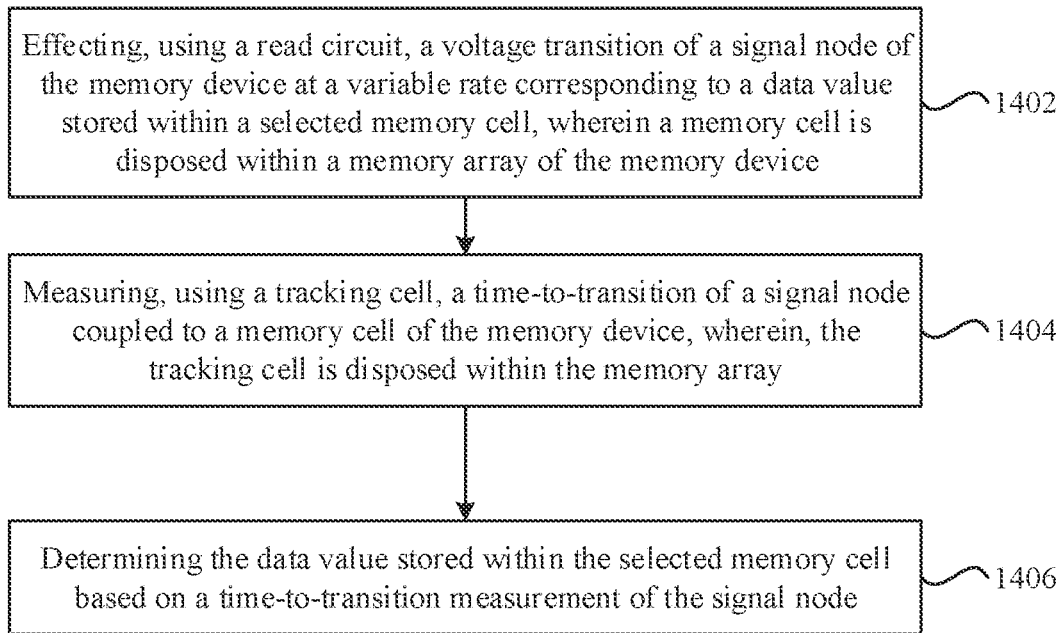 Effecting, using a read circuit, a voltage transition of a signal node of
the memory device at a variable rate corresponding to a data value
stored within a selected memory cell, wherein a memory cell is
disposed within a memory array of the memory device
1402
Measuring, using a tracking cell, a time-to-transition of a signal node
coupled to a memory cell of the memory device, wherein, the
tracking cell is disposed within the memory array
1404
Determining the data value stored within the selected memory cell
based on a time-to-transition measurement of the signal node
1406